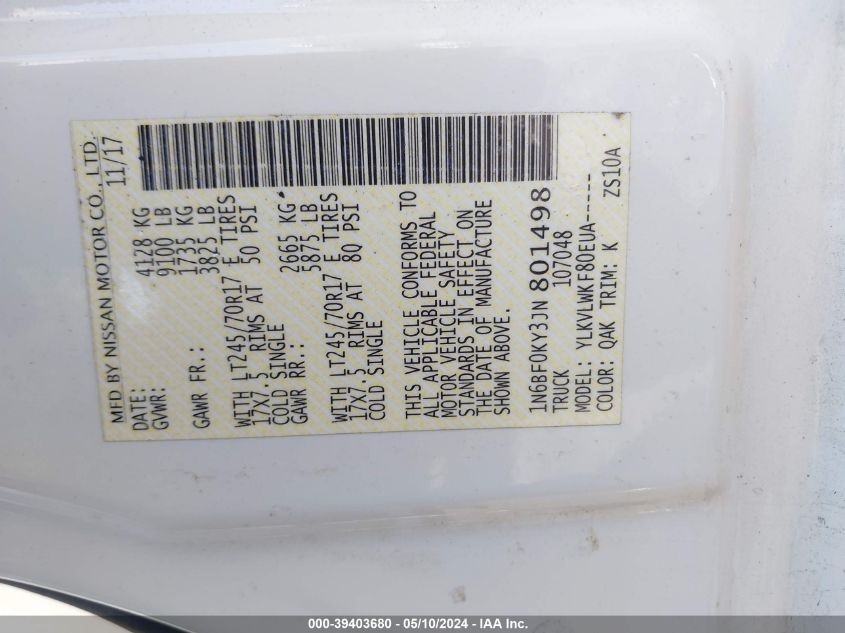 MFD BY NISSAN MOTOR CO., LTD.
DATE: 11/17
GVWR: 4128 KG
9100 LB
GAWR FR.: 1735 KG
3825 LB
WITH LT245/70R17 E TIRES
17X7.5 RIMS AT 50 PSI
COLD SINGLE
GAWR RR.: 2665 KG
5875 LB
WITH LT245/70R17 E TIRES
17X7.5 RIMS AT 80 PSI
COLD SINGLE
THIS VEHICLE CONFORMS TO
ALL APPLICABLE FEDERAL
MOTOR VEHICLE SAFETY
STANDARDS IN EFFECT ON
THE DATE OF MANUFACTURE
SHOWN ABOVE.
1N6BF0KY3JN801498
TRUCK 107048
MODEL: YLKVLWKF80EUA-----
COLOR: QAK TRIM: K ZS10A
000-39403680 - 05/10/2024 - IAA Inc.